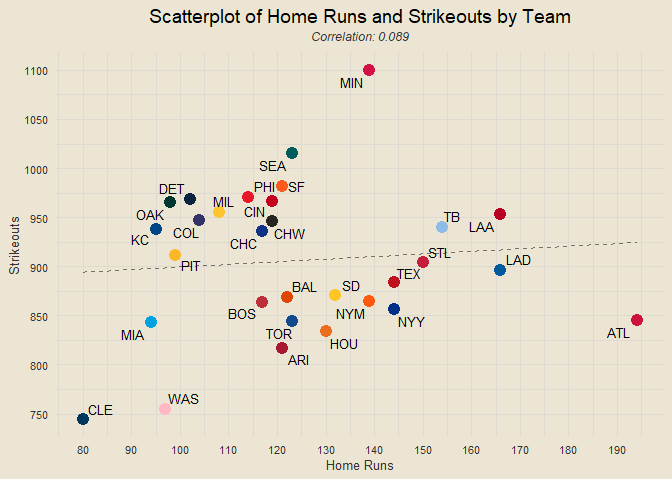 Scatterplot of Home Runs and Strikeouts by Team
Correlation: 0.089
Strikeouts
1100
1050
1000
950
900
850
800
750
MIN
SEA
DET
MIL
PHI
SF
OAK
CIN
TB
KC
COL
CHC
CHW
LAA
PIT
STL
LAD
TEX
BAL
SD
BOS
NYM
NYY
MIA
TOR
HOU
ATL
ARI
WAS
CLE
80 90 100 110 120 130 140 150 160 170 180 190
Home Runs